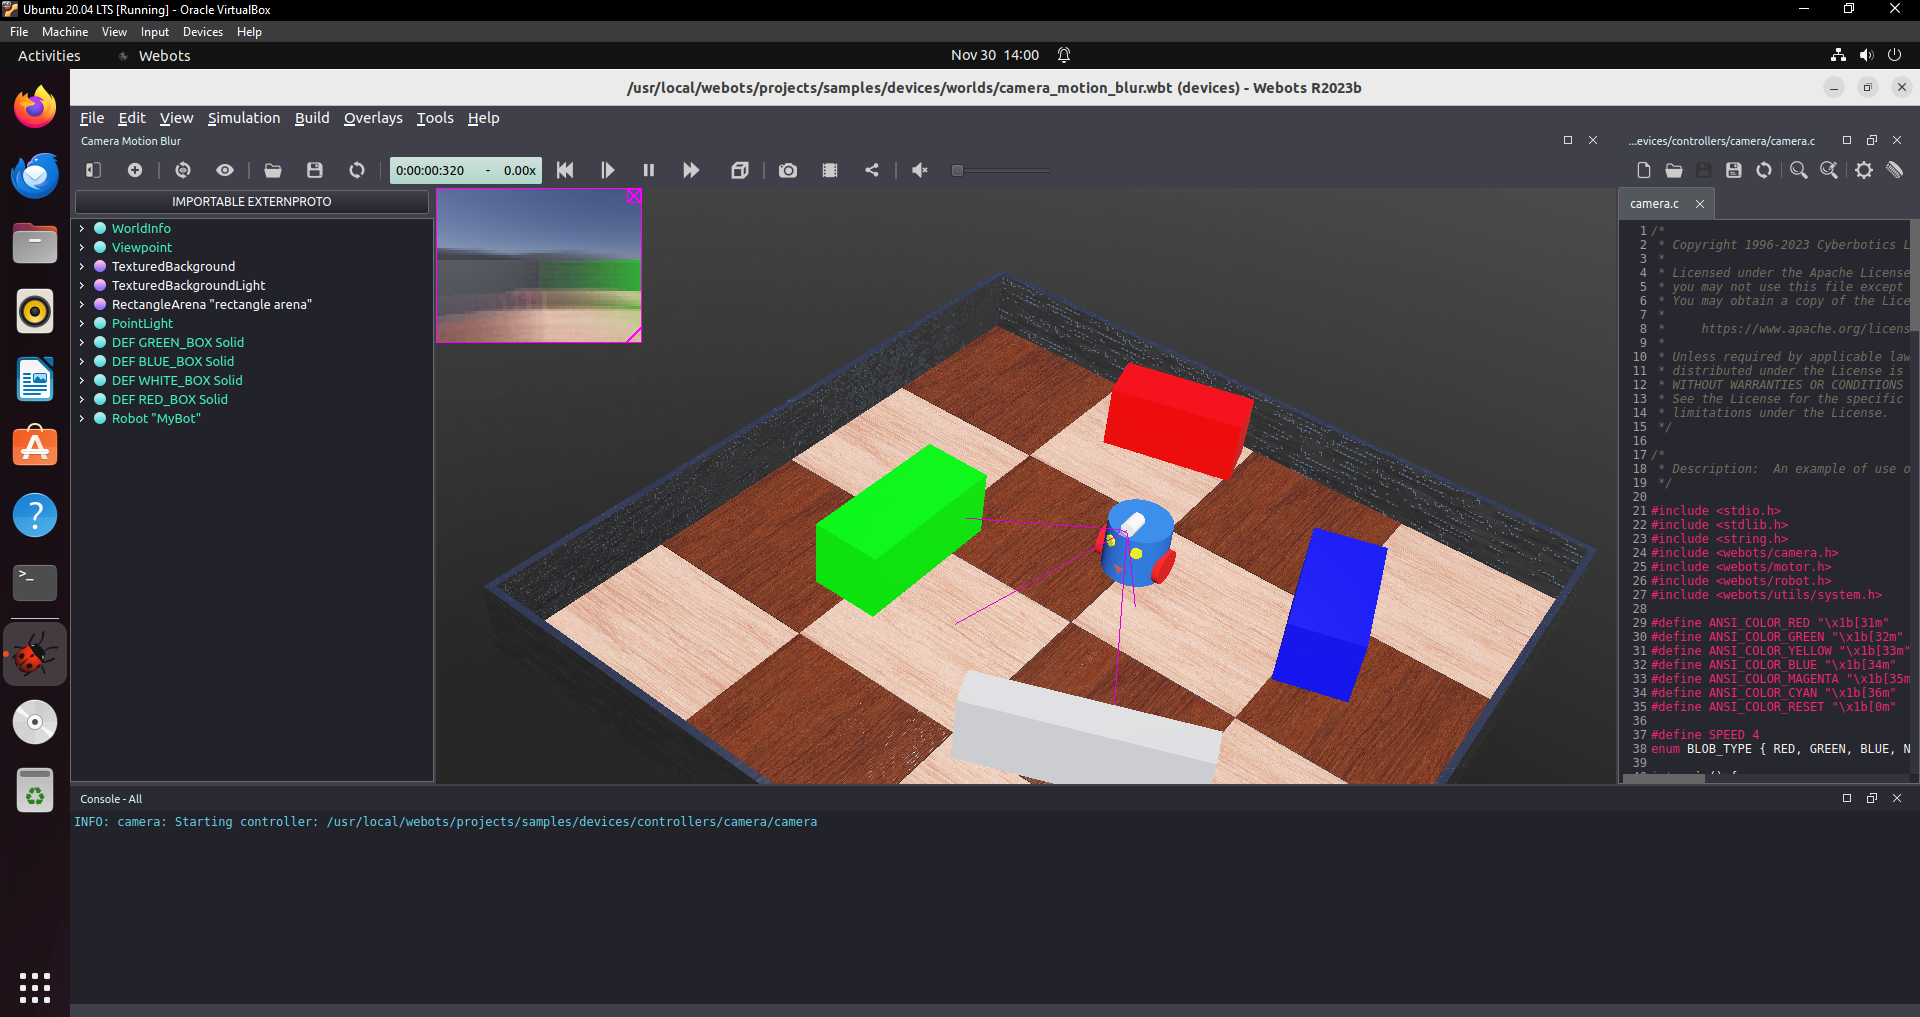 Ubuntu 20.04 LTS [Running] - Oracle VirtualBox
File Machine View Input Devices Help
Activities Webots Nov 30 14:00
/usr/local/webots/projects/samples/devices/worlds/camera_motion_blur.wbt (devices) - Webots R2023b
File Edit View Simulation Build Overlays Tools Help
Camera Motion Blur
0:00:00:320 - 0.00x
IMPORTABLE EXTERNPROTO
WorldInfo
Viewpoint
TexturedBackground
TexturedBackgroundLight
RectangleArena "rectangle arena"
PointLight
DEF GREEN_BOX Solid
DEF BLUE_BOX Solid
DEF WHITE_BOX Solid
DEF RED_BOX Solid
Robot "MyBot"
...evices/controllers/camera/camera.c
camera.c
1 /*
2 * Copyright 1996-2023 Cyberbotics L
3 *
4 * Licensed under the Apache License
5 * you may not use this file except
6 * You may obtain a copy of the Lice
7 *
8 * https://www.apache.org/licens
9 *
10 * Unless required by applicable law
11 * distributed under the License is
12 * WITHOUT WARRANTIES OR CONDITIONS
13 * See the License for the specific
14 * limitations under the License.
15 */
16
17 /*
18 * Description: An example of use o
19 */
20
21 #include <stdio.h>
22 #include <stdlib.h>
23 #include <string.h>
24 #include <webots/camera.h>
25 #include <webots/motor.h>
26 #include <webots/robot.h>
27 #include <webots/utils/system.h>
28
29 #define ANSI_COLOR_RED "\x1b[31m"
30 #define ANSI_COLOR_GREEN "\x1b[32m"
31 #define ANSI_COLOR_YELLOW "\x1b[33m"
32 #define ANSI_COLOR_BLUE "\x1b[34m"
33 #define ANSI_COLOR_MAGENTA "\x1b[35m
34 #define ANSI_COLOR_CYAN "\x1b[36m"
35 #define ANSI_COLOR_RESET "\x1b[0m"
36
37 #define SPEED 4
38 enum BLOB_TYPE { RED, GREEN, BLUE, N
39
Console - All
INFO: camera: Starting controller: /usr/local/webots/projects/samples/devices/controllers/camera/camera